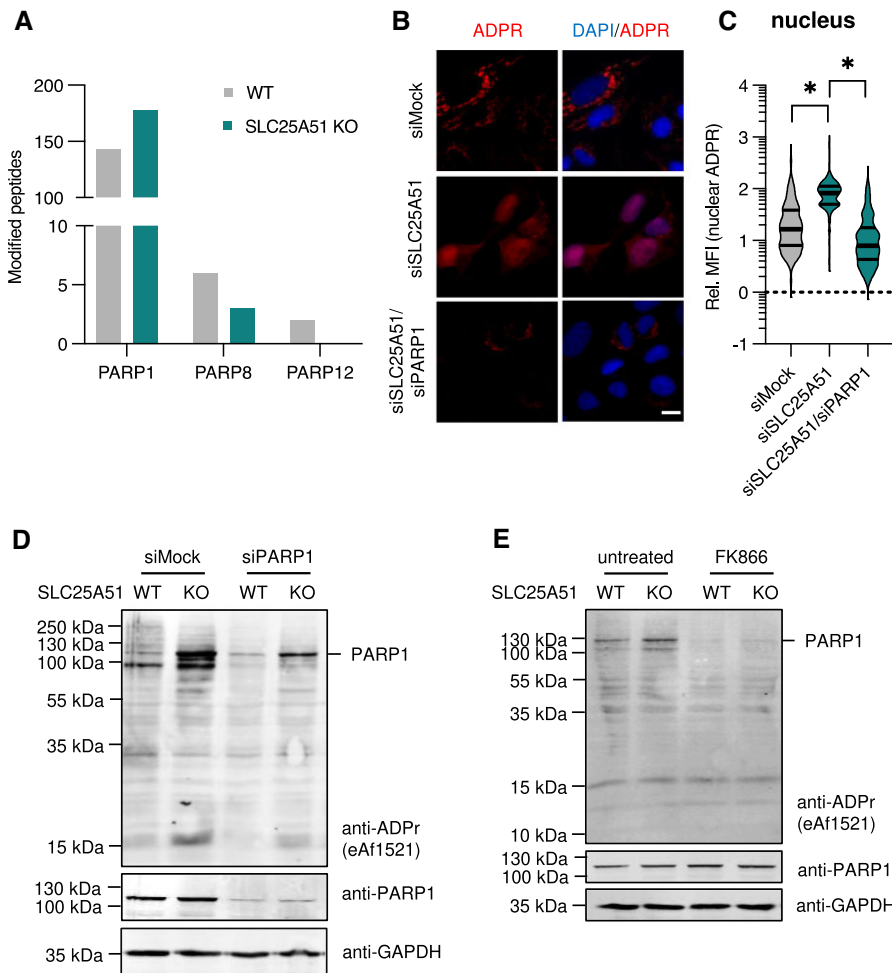 A
200
150
100
10
5
0
Modified peptides
WT
SLC25A51 KO
PARP1
PARP8
PARP12
B
ADPR
DAPI/ADPR
siMock
siSLC25A51
siSLC25A51/
siPARP1
C
nucleus
*
*
4
3
2
1
0
-1
Rel. MFI (nuclear ADPR)
siMock
siSLC25A51
siSLC25A51/siPARP1
D
siMock
siPARP1
SLC25A51 WT KO WT KO
250 kDa
130 kDa
100 kDa
55 kDa
35 kDa
15 kDa
PARP1
anti-ADPr
(eAf1521)
130 kDa
100 kDa
anti-PARP1
35 kDa
anti-GAPDH
E
untreated
FK866
SLC25A51 WT KO WT KO
130 kDa
100 kDa
55 kDa
35 kDa
15 kDa
10 kDa
PARP1
anti-ADPr
(eAf1521)
130 kDa
100 kDa
anti-PARP1
35 kDa
anti-GAPDH